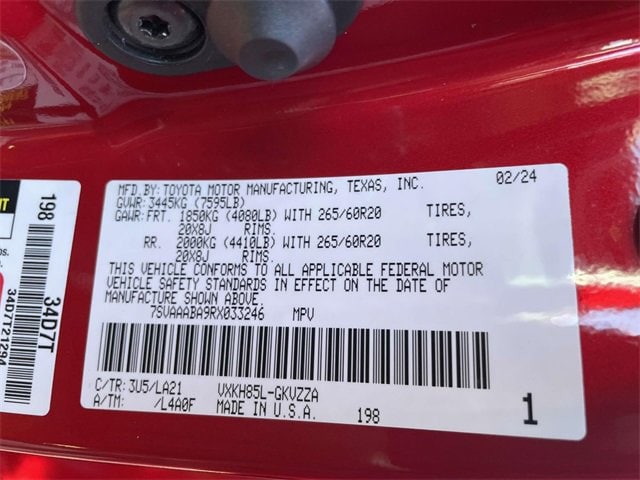 MFD.BY: TOYOTA MOTOR MANUFACTURING, TEXAS, INC. 02/24
GVWR: 3445KG (7595LB)
GAWR: FRT. 1850KG (4080LB) WITH 265/60R20 TIRES,
20X8J RIMS.
RR. 2000KG (4410LB) WITH 265/60R20 TIRES,
20X8J RIMS.
THIS VEHICLE CONFORMS TO ALL APPLICABLE FEDERAL MOTOR
VEHICLE SAFETY STANDARDS IN EFFECT ON THE DATE OF
MANUFACTURE SHOWN ABOVE.
7SVAAABA9RX033246 MPV
C/TR: 3U5/LA21 VXKH85L-GKVZZA
A/TM: /L4A0F MADE IN U.S.A. 198 1
198 34D7T
34D7T21294